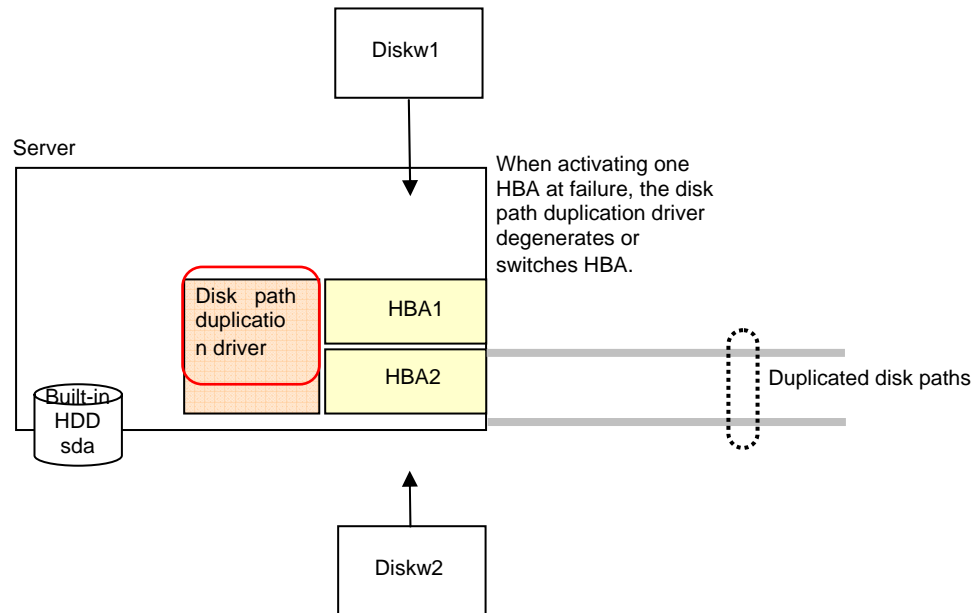 Diskw1
Server
When activating one
HBA at failure, the disk
path duplication driver
degenerates or
switches HBA.
Disk path
duplicatio
n driver
HBA1
HBA2
Duplicated disk paths
Built-in
HDD
sda
Diskw2